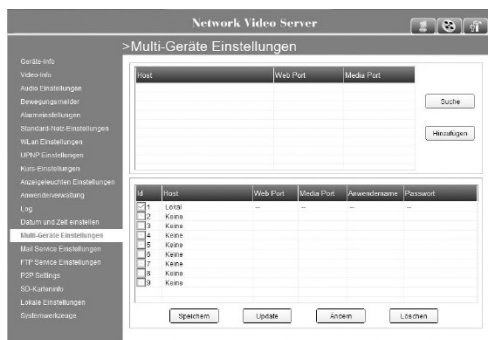 Network Video Server
>Multi-Geräte Einstellungen
Geräte-Info
Video-Info
Audio Einstellungen
Bewegungsmelder
Alarmeinstellungen
Standard-Netz-Einstellungen
WLan Einstellungen
UPNP Einstellungen
Kurs-Einstellungen
Anzeigeleuchten Einstellungen
Anwenderverwaltung
Log
Datum und Zeit einstellen
Multi-Geräte Einstellungen
Mail Service Einstellungen
FTP Service Einstellungen
P2P Settings
SD-Karteninfo
Lokale Einstellungen
Systemwerkzeuge
Host Web Port Media Port
Suche
Hinzufügen
Id Host Web Port Media Port Anwendername Passwort
1 Lokal -- -- -- --
2 Keine
3 Keine
4 Keine
5 Keine
6 Keine
7 Keine
8 Keine
9 Keine
Speichern Update Ändern Löschen